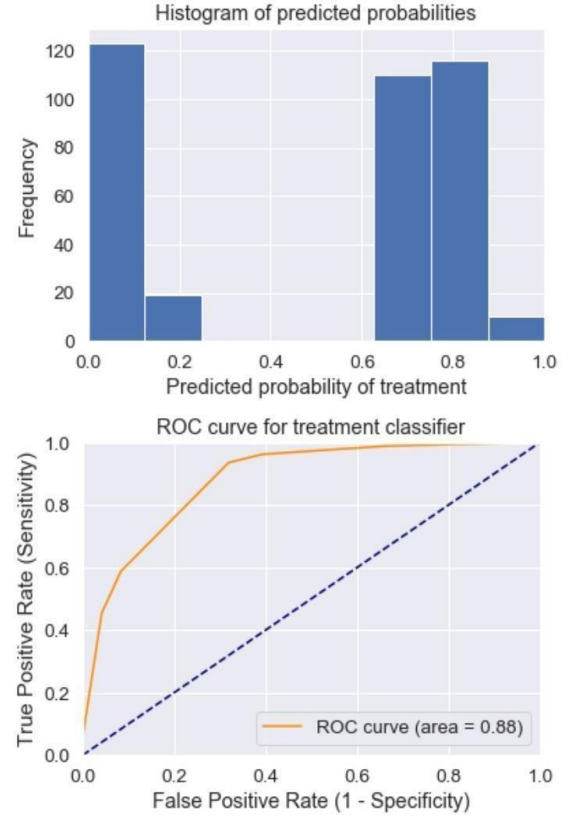 Histogram of predicted probabilities
120
100
80
60
40
20
0
Frequency
0.0 0.2 0.4 0.6 0.8 1.0
Predicted probability of treatment
ROC curve for treatment classifier
1.0
0.8
0.6
0.4
0.2
0.0
True Positive Rate (Sensitivity)
ROC curve (area = 0.88)
0.0 0.2 0.4 0.6 0.8 1.0
False Positive Rate (1 - Specificity)